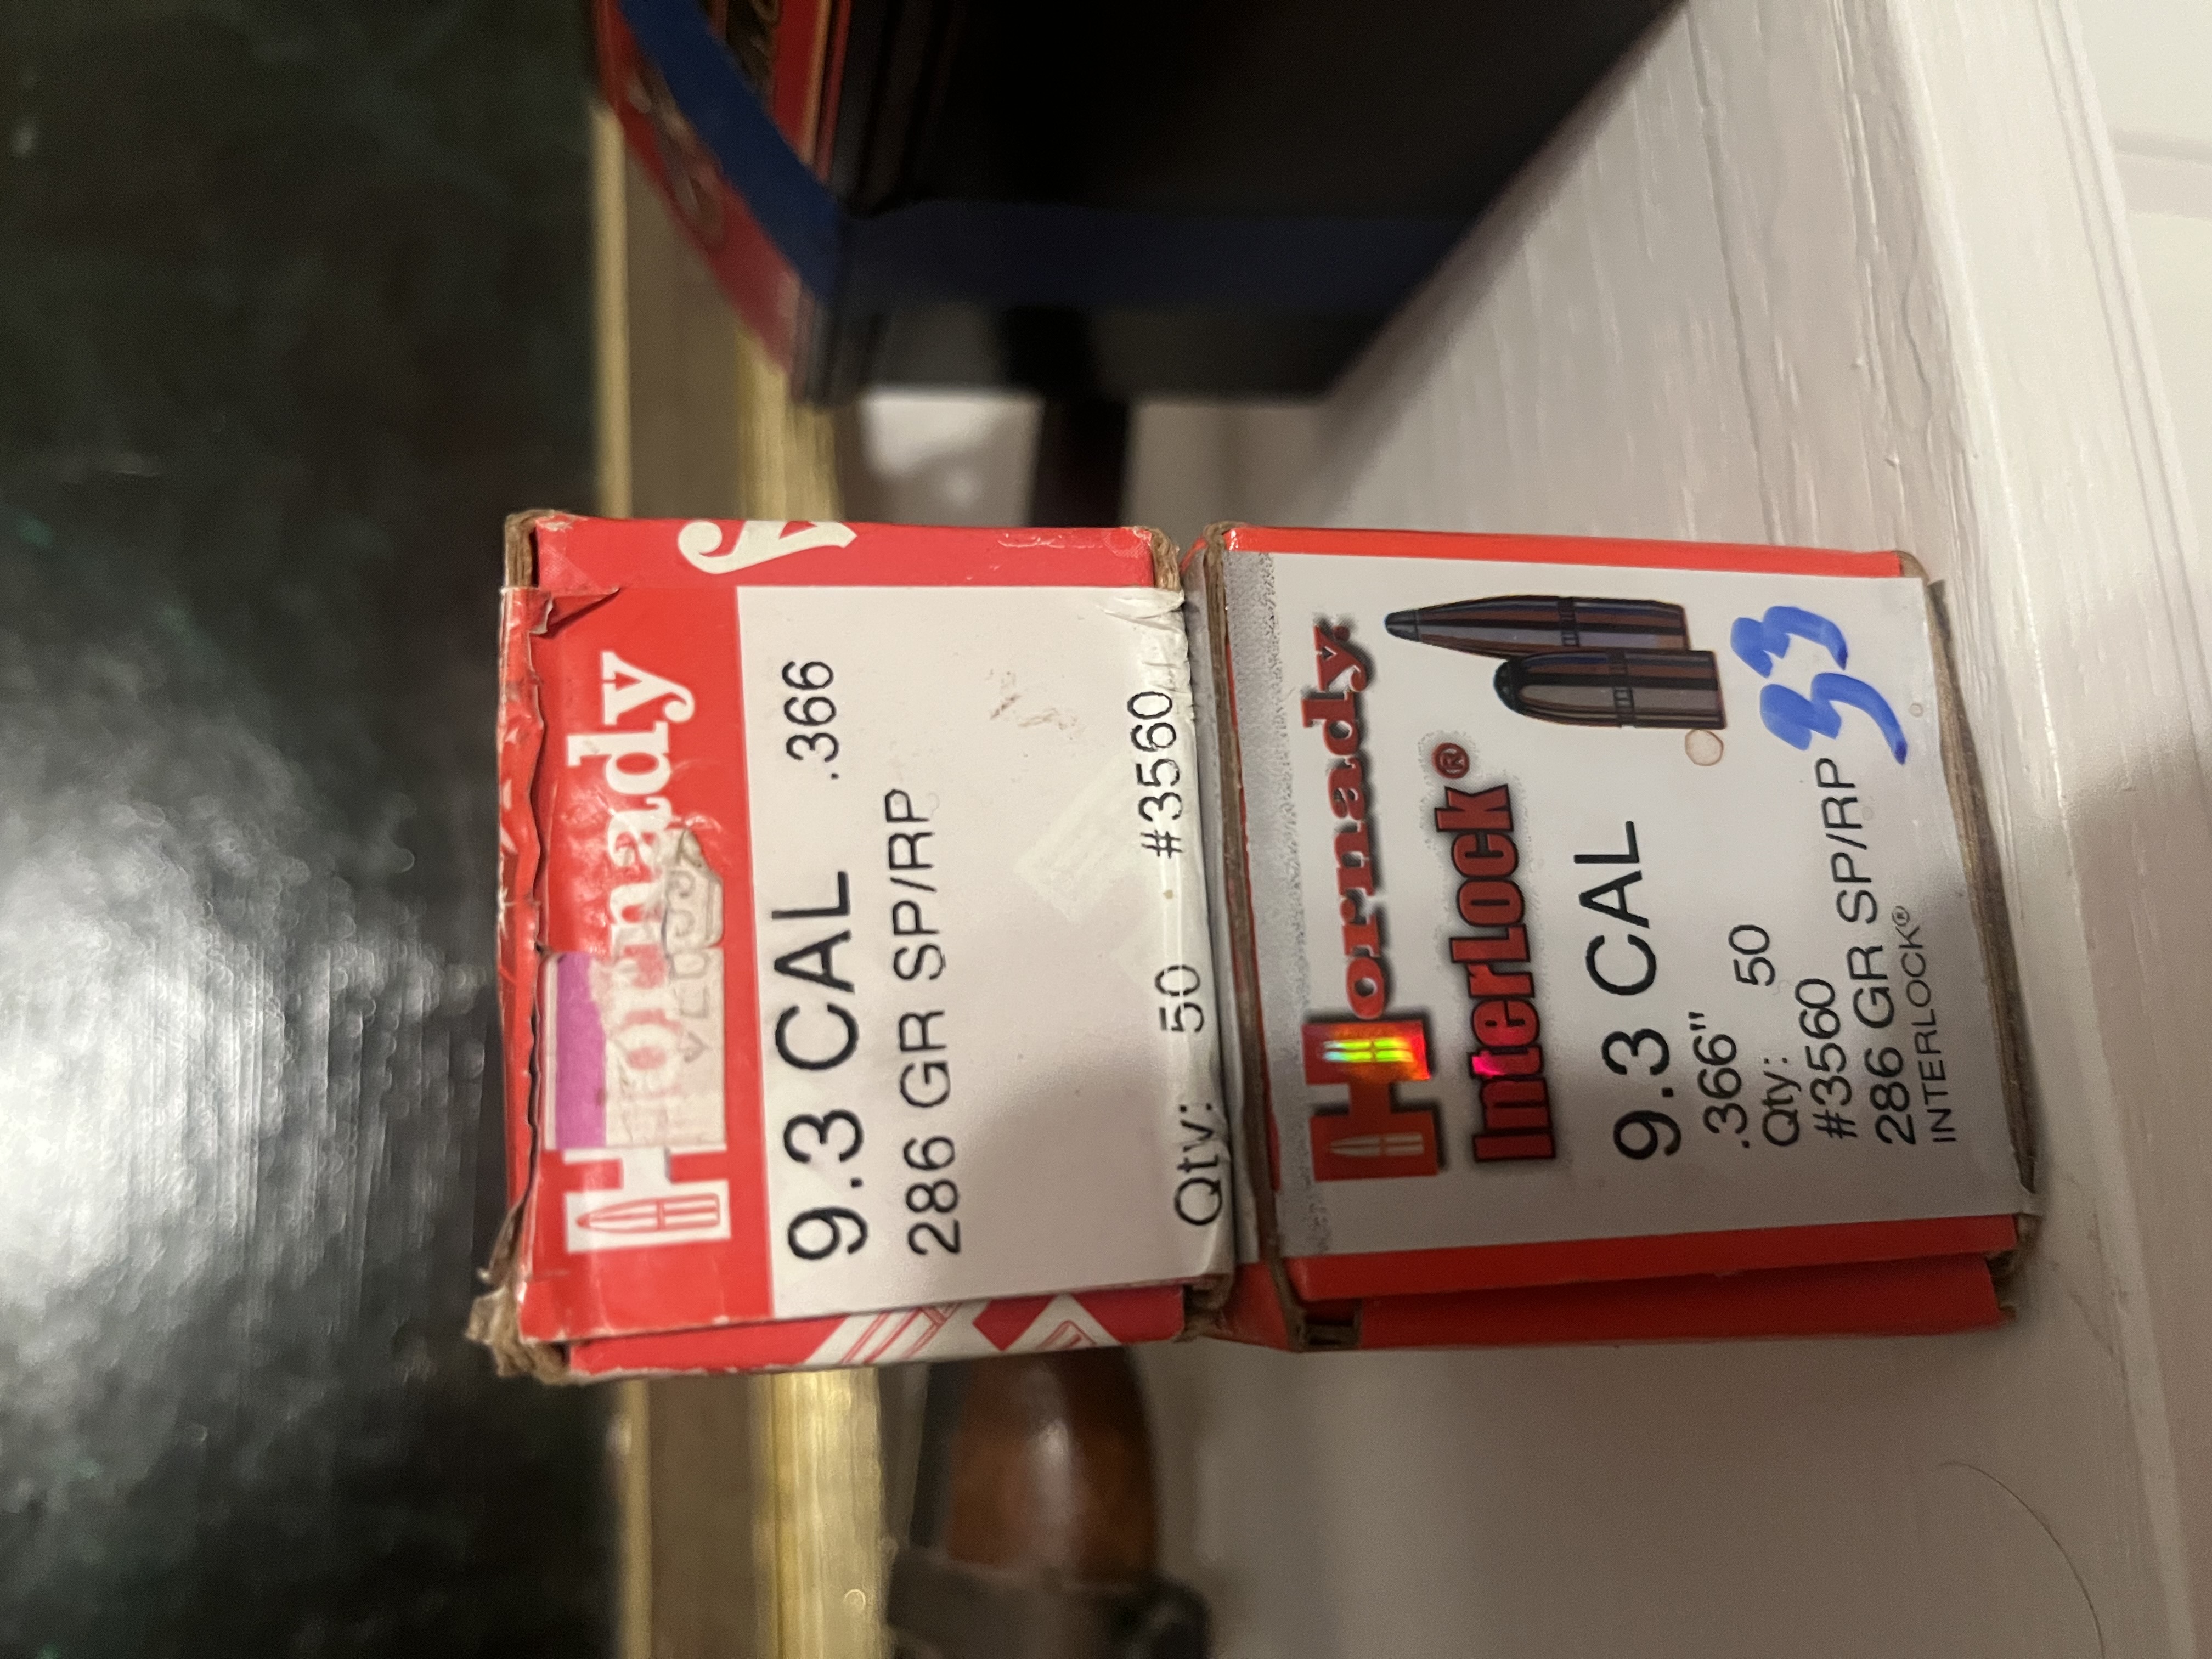 Hornady
9.3 CAL .366
286 GR SP/RP
Qty: 50 #3560
Hornady.
InterLock®
9.3 CAL
.366"
Qty: 50
#3560
286 GR SP/RP
INTERLOCK®
33